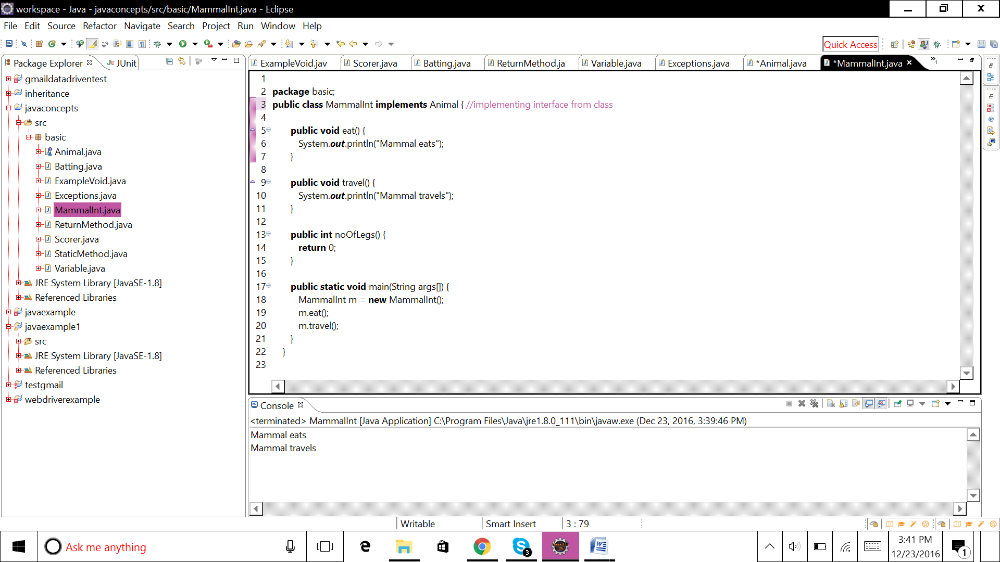 workspace - Java - javaconcepts/src/basic/MammalInt.java - Eclipse
File Edit Source Refactor Navigate Search Project Run Window Help
Quick Access
Package Explorer
JUnit
ExampleVoid.jav
Scorer.java
Batting.java
ReturnMethod.ja
Variable.java
Exceptions.java
*Animal.java
*MammalInt.java
1
gmaildatadriventest
inheritance
javaconcepts
src
basic
Animal.java
Batting.java
ExampleVoid.java
Exceptions.java
MammalInt.java
ReturnMethod.java
Scorer.java
StaticMethod.java
Variable.java
JRE System Library [JavaSE-1.8]
Referenced Libraries
javaexample
javaexample1
src
JRE System Library [JavaSE-1.8]
Referenced Libraries
testgmail
webdriverexample
1
2 package basic;
3 public class MammalInt implements Animal { //implementing interface from class
4
5 public void eat() {
6 System.out.println("Mammal eats");
7 }
8
9 public void travel() {
10 System.out.println("Mammal travels");
11 }
12
13 public int noOfLegs() {
14 return 0;
15 }
16
17 public static void main(String args[]) {
18 MammalInt m = new MammalInt();
19 m.eat();
20 m.travel();
21 }
22 }
23
Console
<terminated> MammalInt [Java Application] C:\Program Files\Java\jre1.8.0_111\bin\javaw.exe (Dec 23, 2016, 3:39:46 PM)
Mammal eats
Mammal travels
Writable
Smart Insert
3 : 79
Ask me anything
3
Java EE
IDE
3:41 PM
12/23/2016
1